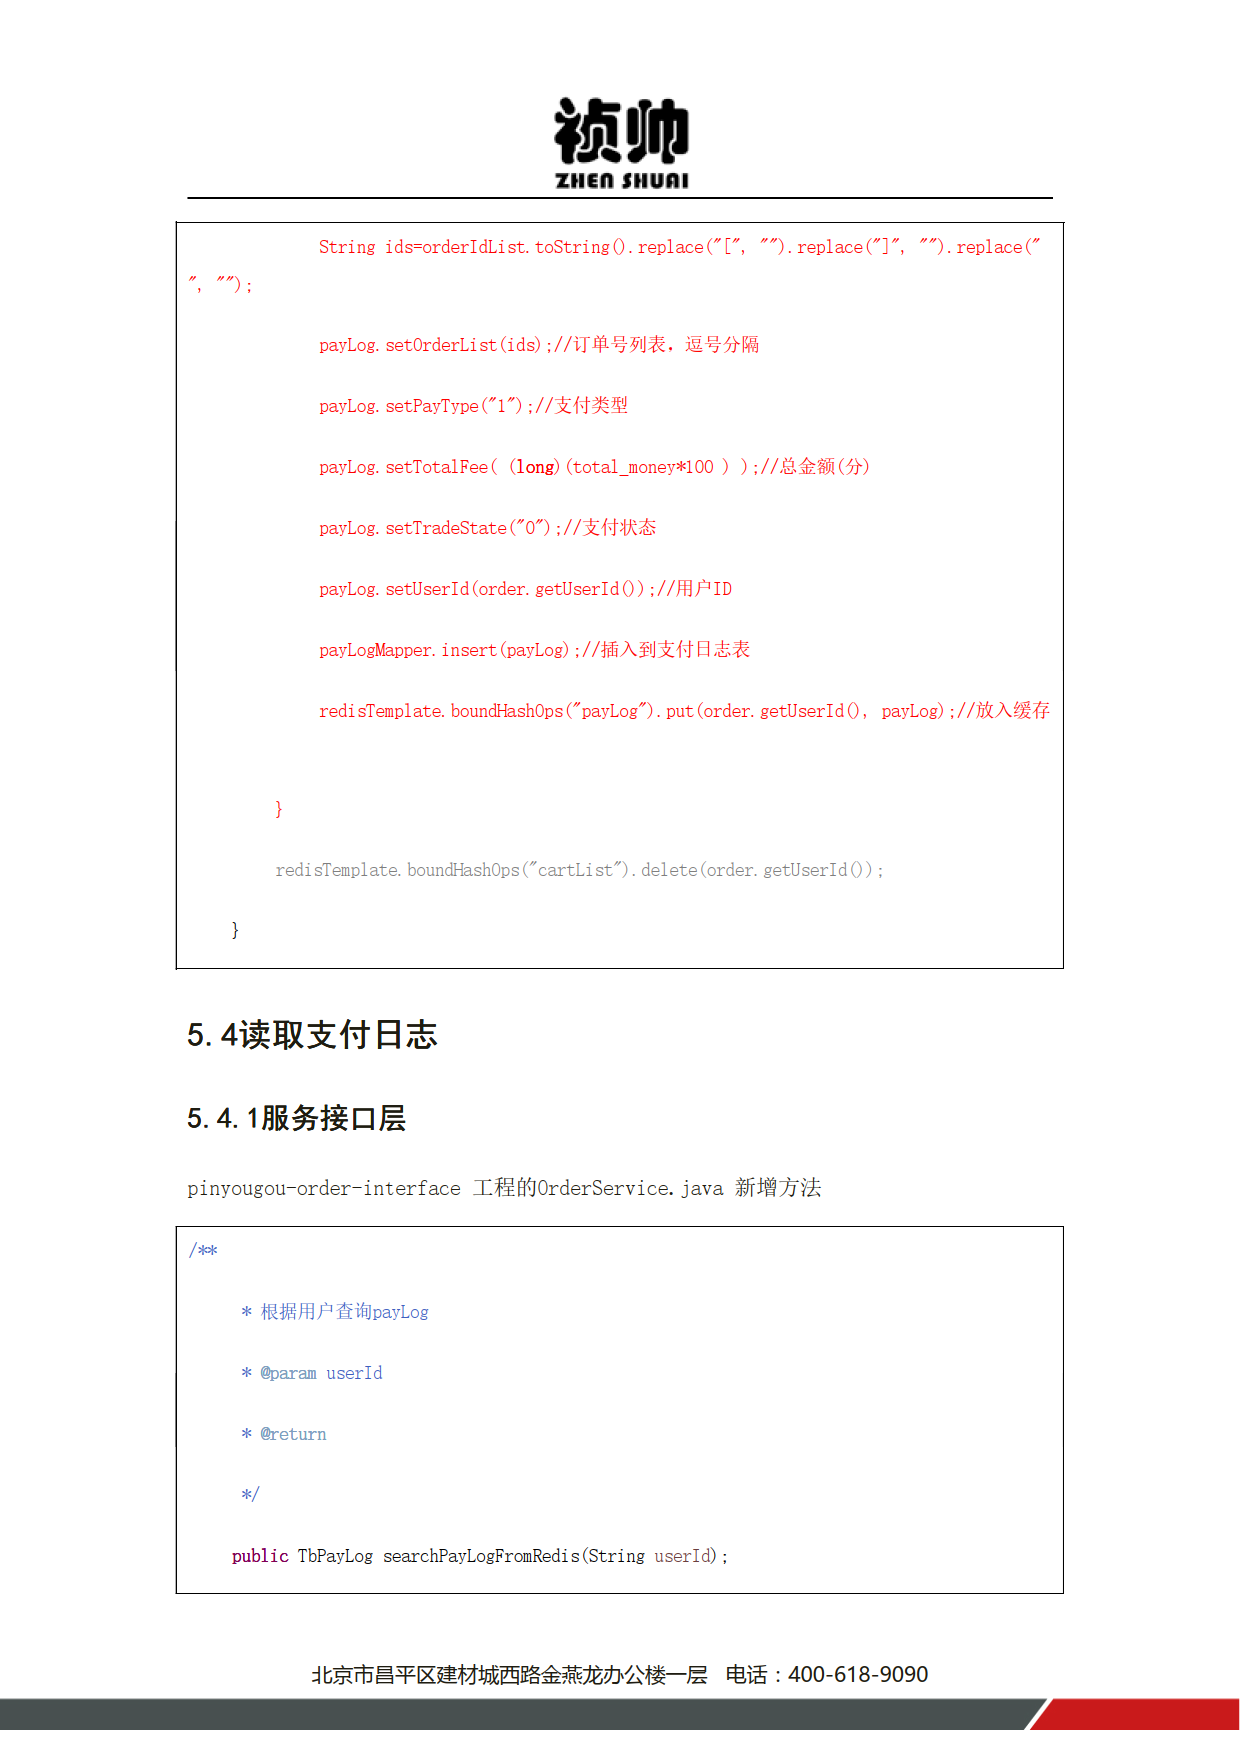 祯帅
ZHEN SHUAI
String ids=orderIdList.toString().replace("[", "").replace("]", "").replace("
", "");
payLog.setOrderList(ids);//订单号列表，逗号分隔
payLog.setPayType("1");//支付类型
payLog.setTotalFee( (long)(total_money*100 ) );//总金额(分)
payLog.setTradeState("0");//支付状态
payLog.setUserId(order.getUserId());//用户ID
payLogMapper.insert(payLog);//插入到支付日志表
redisTemplate.boundHashOps("payLog").put(order.getUserId(), payLog);//放入缓存
}
redisTemplate.boundHashOps("cartList").delete(order.getUserId());
}
5.4读取支付日志
5.4.1服务接口层
pinyougou-order-interface 工程的OrderService.java 新增方法
/**
* 根据用户查询payLog
* @param userId
* @return
*/
public TbPayLog searchPayLogFromRedis(String userId);
北京市昌平区建材城西路金燕龙办公楼一层 电话：400-618-9090